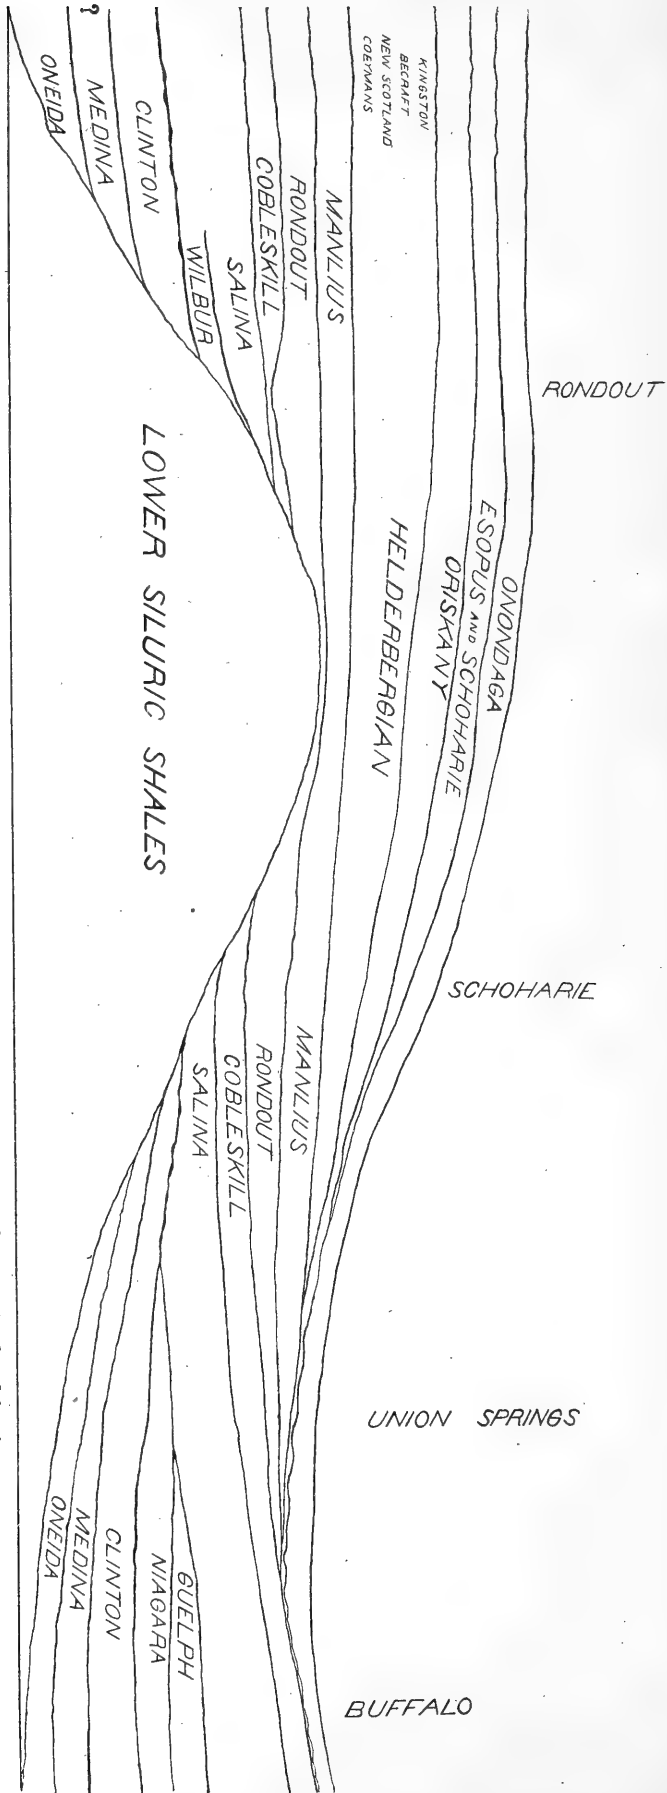 ?
ONEIDA
MEDINA
CLINTON
WILBUR
SALINA
COBLESKILL
RONDOUT
MANLIUS
KINGSTON
BECRAFT
NEW SCOTLAND
COEYMANS
RONDOUT
LOWER SILURIC SHALES
HELDERBERGIAN
ORISKANY
ESOPUS AND SCHOHARIE
ONONDAGA
SCHOHARIE
SALINA
COBLESKILL
RONDOUT
MANLIUS
UNION SPRINGS
ONEIDA
MEDINA
CLINTON
NIAGARA
GUELPH
BUFFALO